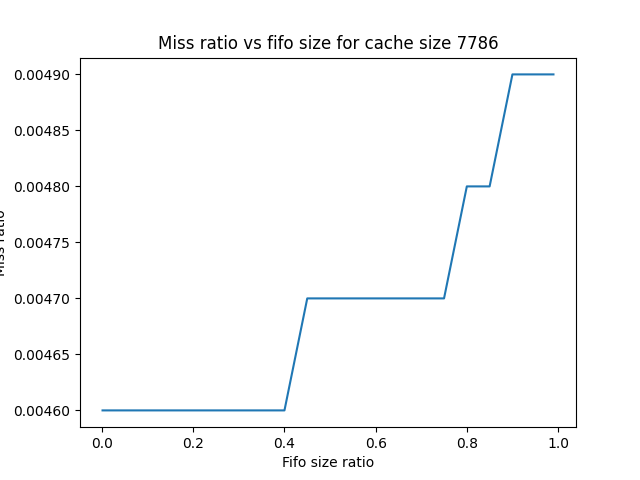 Miss ratio vs fifo size for cache size 7786
0.00490
0.00485
0.00480
0.00475
0.00470
0.00465
0.00460
Miss ratio
0.0 0.2 0.4 0.6 0.8 1.0
Fifo size ratio